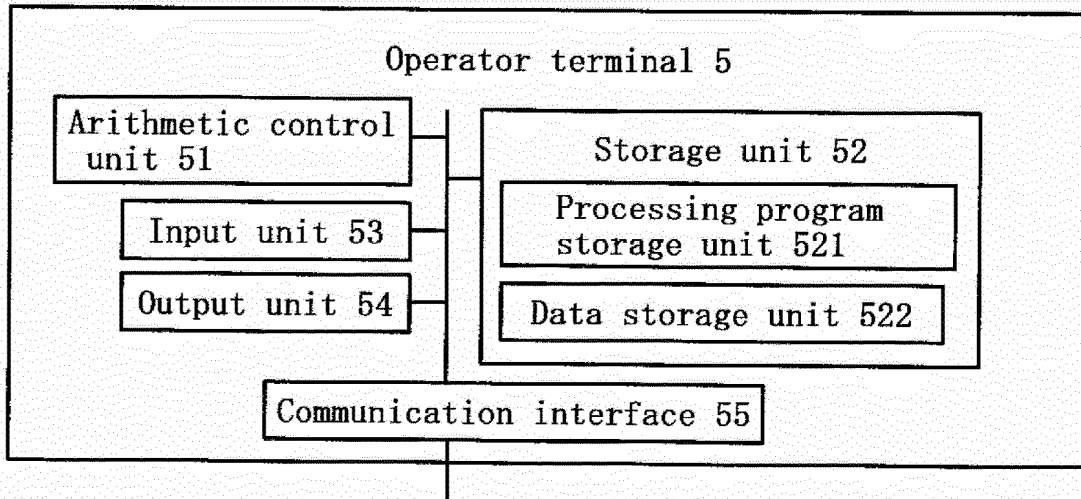 Operator terminal 5
Arithmetic control
unit 51
Input unit 53
Output unit 54
Storage unit 52
Processing program
storage unit 521
Data storage unit 522
Communication interface 55